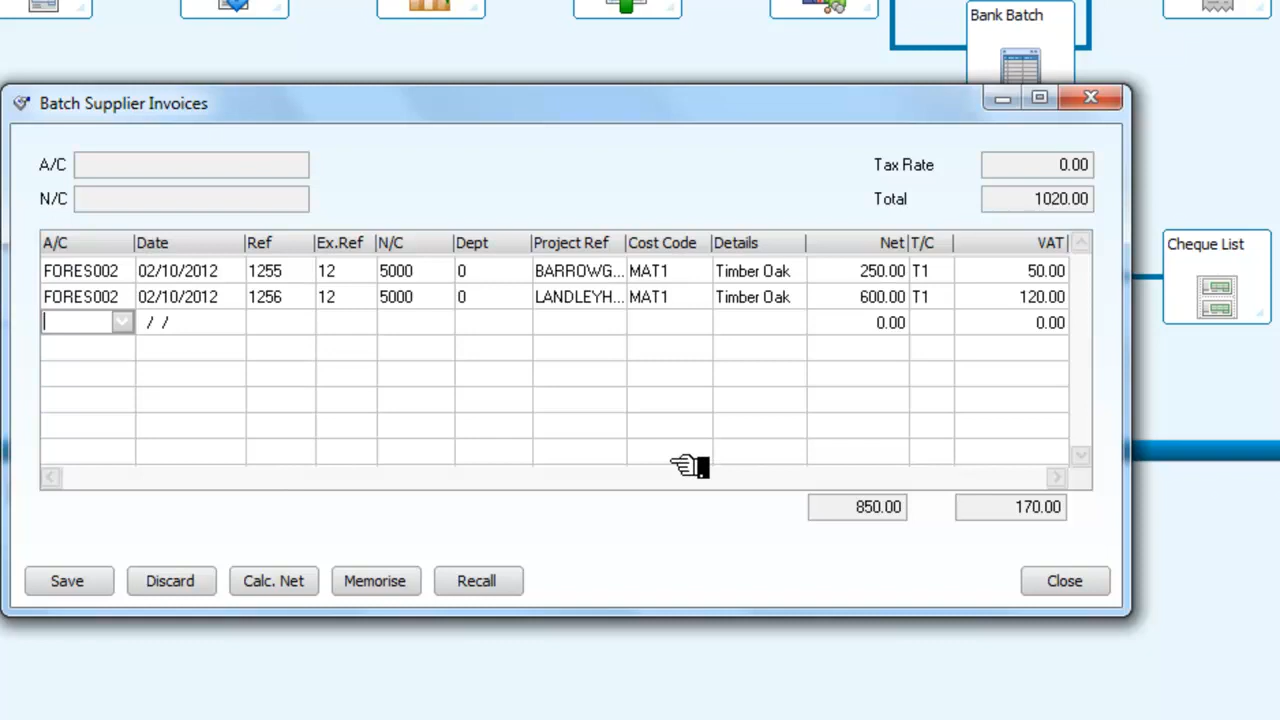 Bank Batch
Batch Supplier Invoices
A/C
Tax Rate 0.00
N/C
Total 1020.00
A/C Date Ref Ex.Ref N/C Dept Project Ref Cost Code Details Net T/C VAT
FORES002 02/10/2012 1255 12 5000 0 BARROWG... MAT1 Timber Oak 250.00 T1 50.00
FORES002 02/10/2012 1256 12 5000 0 LANDLEYH... MAT1 Timber Oak 600.00 T1 120.00
/ / 0.00 0.00
850.00 170.00
Save Discard Calc. Net Memorise Recall Close
Cheque List